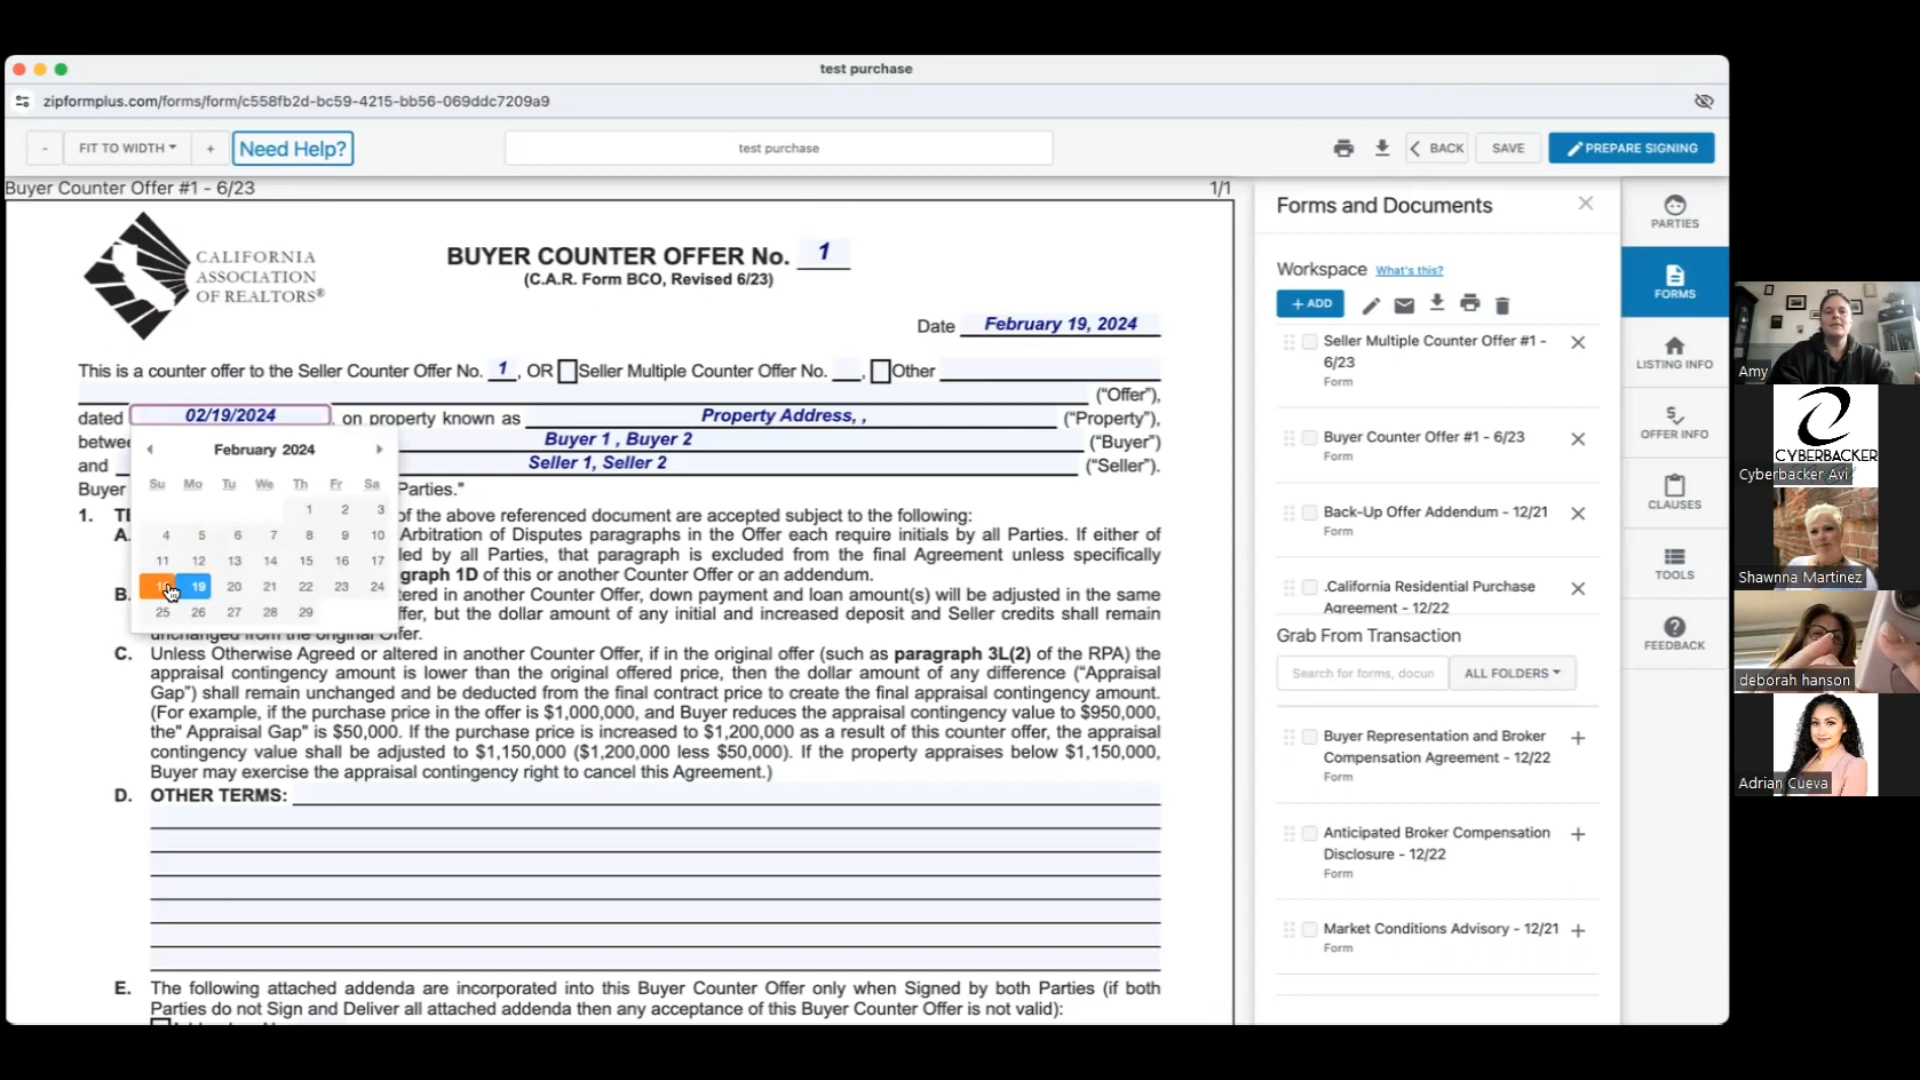 test purchase
zipformplus.com/forms/form/c558fb2d-bc59-4215-bb56-069ddc7209a9
- FIT TO WIDTH + Need Help? test purchase BACK SAVE PREPARE SIGNING
Buyer Counter Offer #1 - 6/23 1/1
CALIFORNIA
ASSOCIATION
OF REALTORS®
BUYER COUNTER OFFER No. 1
(C.A.R. Form BCO, Revised 6/23)
Date February 19, 2024
This is a counter offer to the Seller Counter Offer No. 1, OR Seller Multiple Counter Offer No. , Other
("Offer"),
dated 02/19/2024 , on property known as Property Address, , ("Property"),
betwee Buyer 1 , Buyer 2 ("Buyer")
and Seller 1, Seller 2 ("Seller").
Buyer Parties."
February 2024
Su Mo Tu We Th Fr Sa
1 2 3
4 5 6 7 8 9 10
11 12 13 14 15 16 17
19 20 21 22 23 24
25 26 27 28 29
1. of the above referenced document are accepted subject to the following:
A. Arbitration of Disputes paragraphs in the Offer each require initials by all Parties. If either of
led by all Parties, that paragraph is excluded from the final Agreement unless specifically
graph 1D of this or another Counter Offer or an addendum.
B. tered in another Counter Offer, down payment and loan amount(s) will be adjusted in the same
ffer, but the dollar amount of any initial and increased deposit and Seller credits shall remain
unchanged from the original Offer.
C. Unless Otherwise Agreed or altered in another Counter Offer, if in the original offer (such as paragraph 3L(2) of the RPA) the
appraisal contingency amount is lower than the original offered price, then the dollar amount of any difference ("Appraisal
Gap") shall remain unchanged and be deducted from the final contract price to create the final appraisal contingency amount.
(For example, if the purchase price in the offer is $1,000,000, and Buyer reduces the appraisal contingency value to $950,000,
the" Appraisal Gap" is $50,000. If the purchase price is increased to $1,200,000 as a result of this counter offer, the appraisal
contingency value shall be adjusted to $1,150,000 ($1,200,000 less $50,000). If the property appraises below $1,150,000,
Buyer may exercise the appraisal contingency right to cancel this Agreement.)
D. OTHER TERMS:
E. The following attached addenda are incorporated into this Buyer Counter Offer only when Signed by both Parties (if both
Parties do not Sign and Deliver all attached addenda then any acceptance of this Buyer Counter Offer is not valid):
Forms and Documents
Workspace What's this?
+ ADD
Seller Multiple Counter Offer #1 -
6/23
Form
Buyer Counter Offer #1 - 6/23
Form
Back-Up Offer Addendum - 12/21
Form
.California Residential Purchase
Agreement - 12/22
Grab From Transaction
Search for forms, docun ALL FOLDERS
Buyer Representation and Broker
Compensation Agreement - 12/22
Form
Anticipated Broker Compensation
Disclosure - 12/22
Form
Market Conditions Advisory - 12/21
Form
PARTIES
FORMS
LISTING INFO
OFFER INFO
CLAUSES
TOOLS
FEEDBACK
Amy
CYBERBACKER
Cyberbacker Avi
Shawnna Martinez
deborah hanson
Adrian Cueva